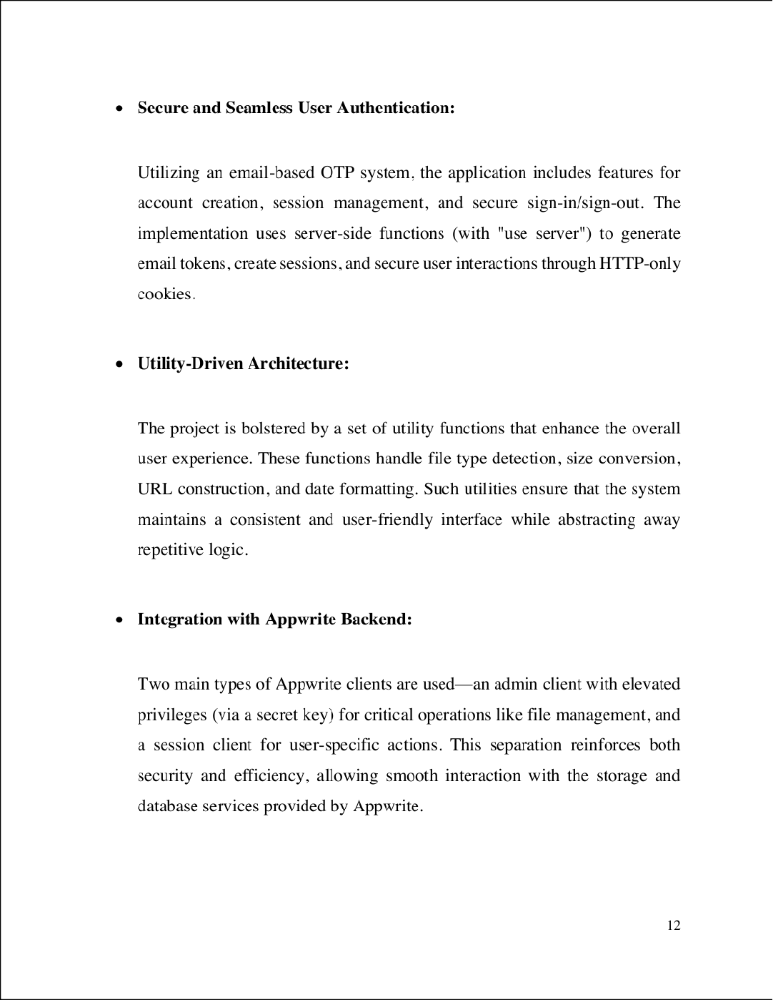 • Secure and Seamless User Authentication:
Utilizing an email-based OTP system, the application includes features for
account creation, session management, and secure sign-in/sign-out. The
implementation uses server-side functions (with "use server") to generate
email tokens, create sessions, and secure user interactions through HTTP-only
cookies.
• Utility-Driven Architecture:
The project is bolstered by a set of utility functions that enhance the overall
user experience. These functions handle file type detection, size conversion,
URL construction, and date formatting. Such utilities ensure that the system
maintains a consistent and user-friendly interface while abstracting away
repetitive logic.
• Integration with Appwrite Backend:
Two main types of Appwrite clients are used—an admin client with elevated
privileges (via a secret key) for critical operations like file management, and
a session client for user-specific actions. This separation reinforces both
security and efficiency, allowing smooth interaction with the storage and
database services provided by Appwrite.
12